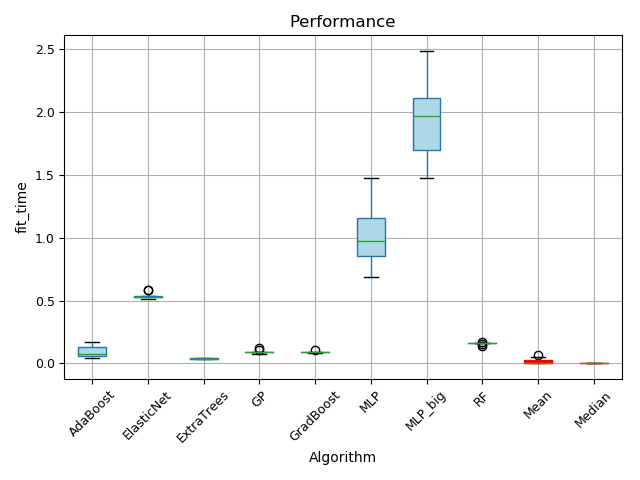 Performance
fit_time
2.5
2.0
1.5
1.0
0.5
0.0
AdaBoost
ElasticNet
ExtraTrees
GP
GradBoost
MLP
MLP_big
RF
Mean
Median
Algorithm